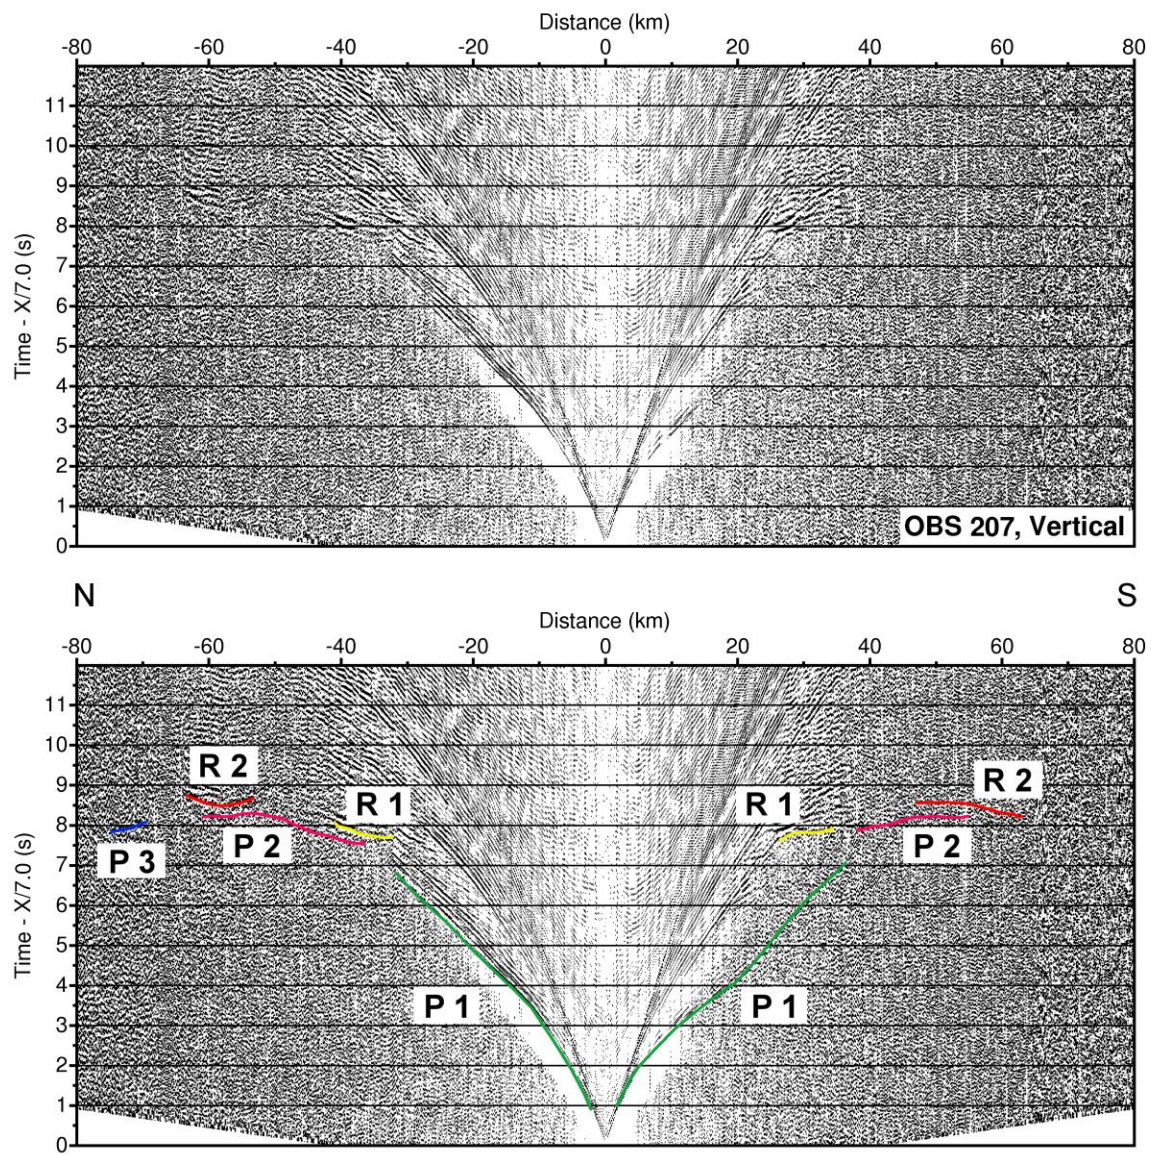 Distance (km)
-80 -60 -40 -20 0 20 40 60 80
11
10
9
8
7
6
5
4
3
2
1
0
Time - X/7.0 (s)
OBS 207, Vertical
N S
Distance (km)
-80 -60 -40 -20 0 20 40 60 80
11
10
9
8
7
6
5
4
3
2
1
0
Time - X/7.0 (s)
R 2
R 1
R 1
R 2
P 3
P 2
P 2
P 1
P 1